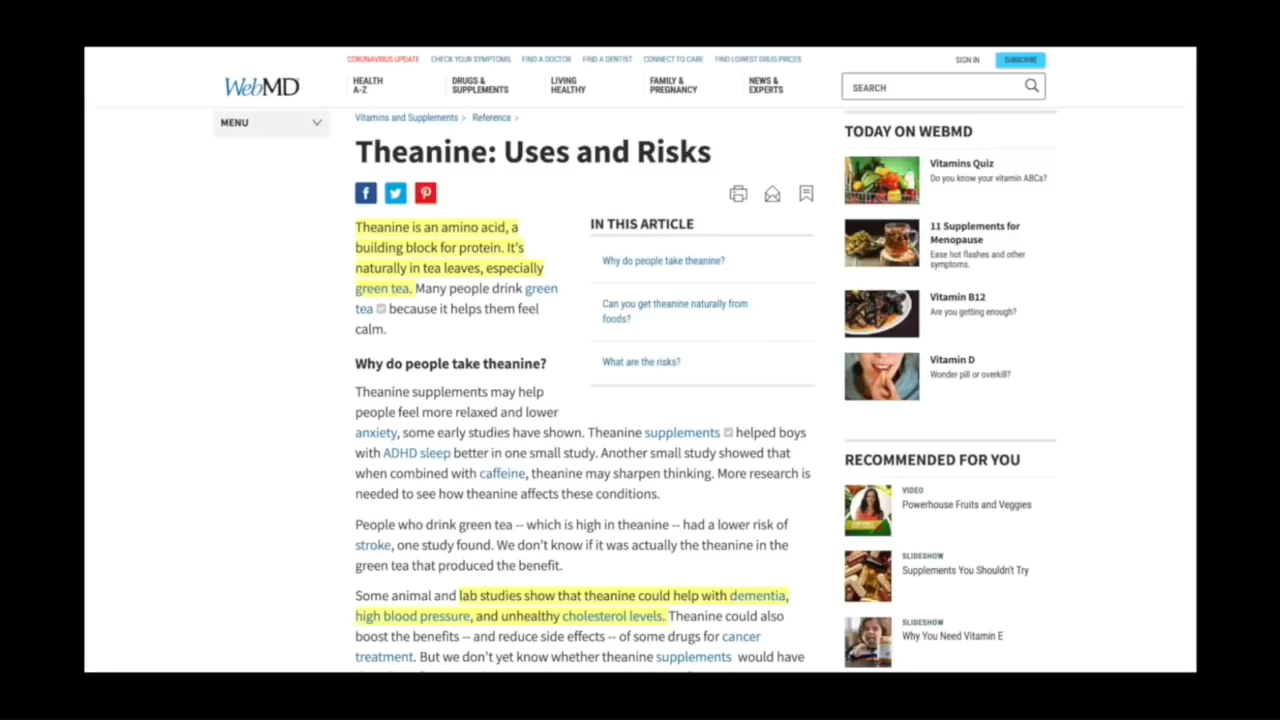 CORONAVIRUS UPDATE CHECK YOUR SYMPTOMS FIND A DOCTOR FIND A DENTIST CONNECT TO CARE FIND LOWEST DRUG PRICES SIGN IN SUBSCRIBE
WebMD
HEALTH A-Z
DRUGS & SUPPLEMENTS
LIVING HEALTHY
FAMILY & PREGNANCY
NEWS & EXPERTS
SEARCH
MENU
Vitamins and Supplements > Reference >
Theanine: Uses and Risks
Theanine is an amino acid, a
building block for protein. It's
naturally in tea leaves, especially
green tea. Many people drink green
tea because it helps them feel
calm.
IN THIS ARTICLE
Why do people take theanine?
Can you get theanine naturally from
foods?
What are the risks?
Why do people take theanine?
Theanine supplements may help
people feel more relaxed and lower
anxiety, some early studies have shown. Theanine supplements helped boys
with ADHD sleep better in one small study. Another small study showed that
when combined with caffeine, theanine may sharpen thinking. More research is
needed to see how theanine affects these conditions.
People who drink green tea -- which is high in theanine -- had a lower risk of
stroke, one study found. We don't know if it was actually the theanine in the
green tea that produced the benefit.
Some animal and lab studies show that theanine could help with dementia,
high blood pressure, and unhealthy cholesterol levels. Theanine could also
boost the benefits -- and reduce side effects -- of some drugs for cancer
treatment. But we don't yet know whether theanine supplements would have
TODAY ON WEBMD
Vitamins Quiz
Do you know your vitamin ABCs?
11 Supplements for
Menopause
Ease hot flashes and other
symptoms.
Vitamin B12
Are you getting enough?
Vitamin D
Wonder pill or overkill?
RECOMMENDED FOR YOU
VIDEO
Powerhouse Fruits and Veggies
SLIDESHOW
Supplements You Shouldn't Try
SLIDESHOW
Why You Need Vitamin E